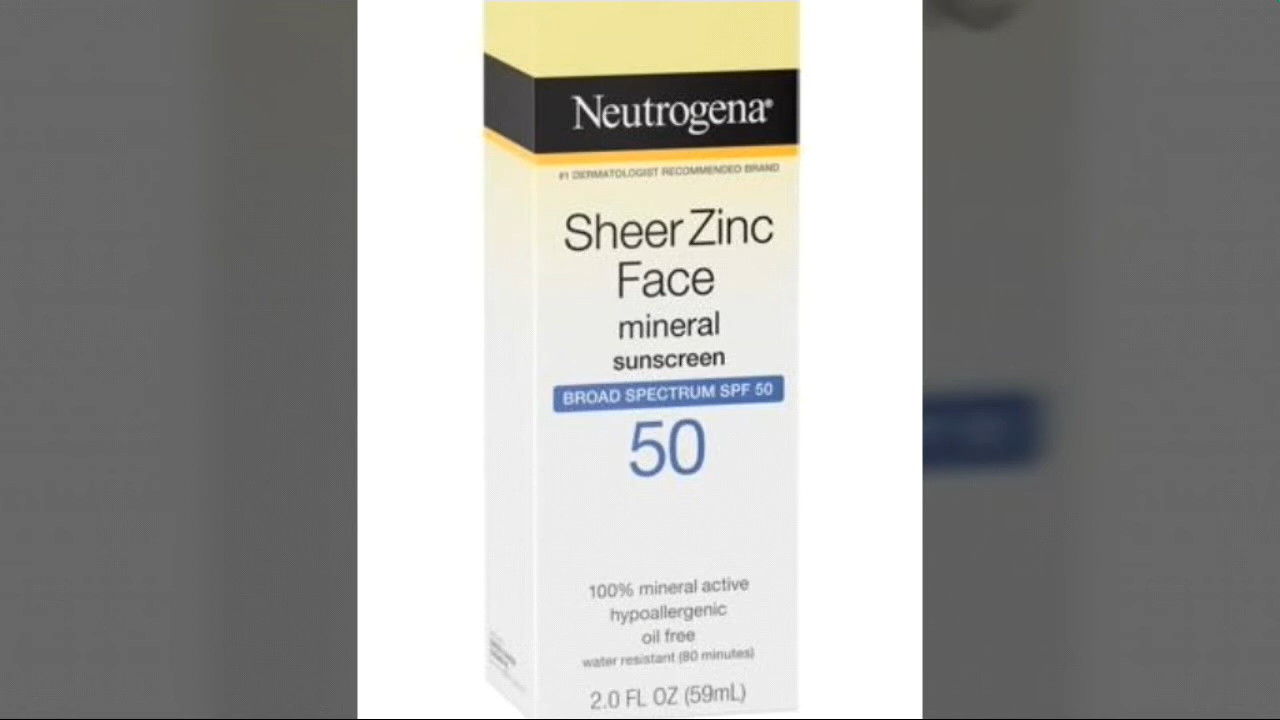 Neutrogena®
#1 DERMATOLOGIST RECOMMENDED BRAND
Sheer Zinc
Face
mineral
sunscreen
BROAD SPECTRUM SPF 50
50
100% mineral active
hypoallergenic
oil free
water resistant (80 minutes)
2.0 FL OZ (59mL)